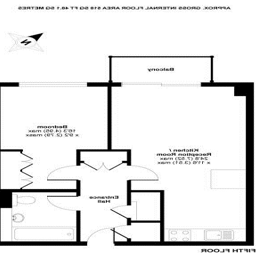 APPROX. GROSS INTERNAL FLOOR AREA 518 SQ FT 48.1 SQ METRES
N
Balcony
Bedroom
16'3 (4.95) max
x 9'2 (2.79) max
Kitchen /
Reception Room
24'8 (7.52) max
x 11'6 (3.51)
Entrance
Hall
FIFTH FLOOR